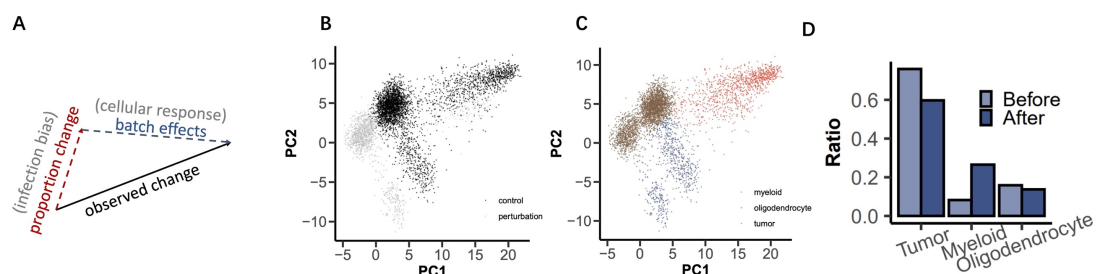 A
(infection bias)
proportion change
(cellular response)
batch effects
observed change
B
PC2
10
5
0
−5
−10
control
perturbation
−5 0 5 10 15 20
PC1
C
PC2
10
5
0
−5
−10
myeloid
oligodendrocyte
tumor
−5 0 5 10 15 20
PC1
D
Ratio
0.6
0.4
0.2
0.0
Before
After
Tumor
Myeloid
Oligodendrocyte